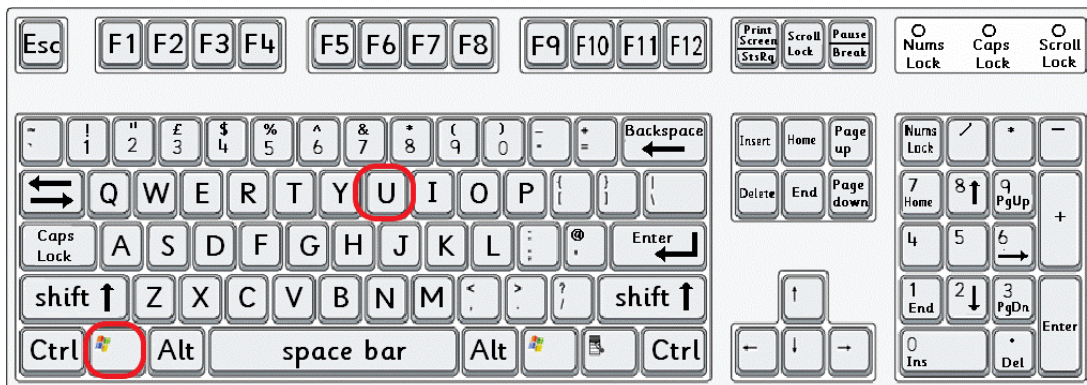 Esc F1 F2 F3 F4 F5 F6 F7 F8 F9 F10 F11 F12 Print Screen StsRq Scroll Lock Pause Break Nums Lock Caps Lock Scroll Lock
~ ` ! 1 " 2 £ 3 $ 4 % 5 ^ 6 & 7 * 8 ( 9 ) 0 - - + = Backspace Insert Home Page up Nums Lock / * -
Q W E R T Y U I O P { [ } ] | \ Delete End Page down 7 Home 8 9 PgUp +
Caps Lock A S D F G H J K L : ; @ ' Enter 4 5 6
shift Z X C V B N M < , > . ? / shift 1 End 2 3 PgDn Enter
Ctrl Alt space bar Alt Ctrl 0 Ins . Del